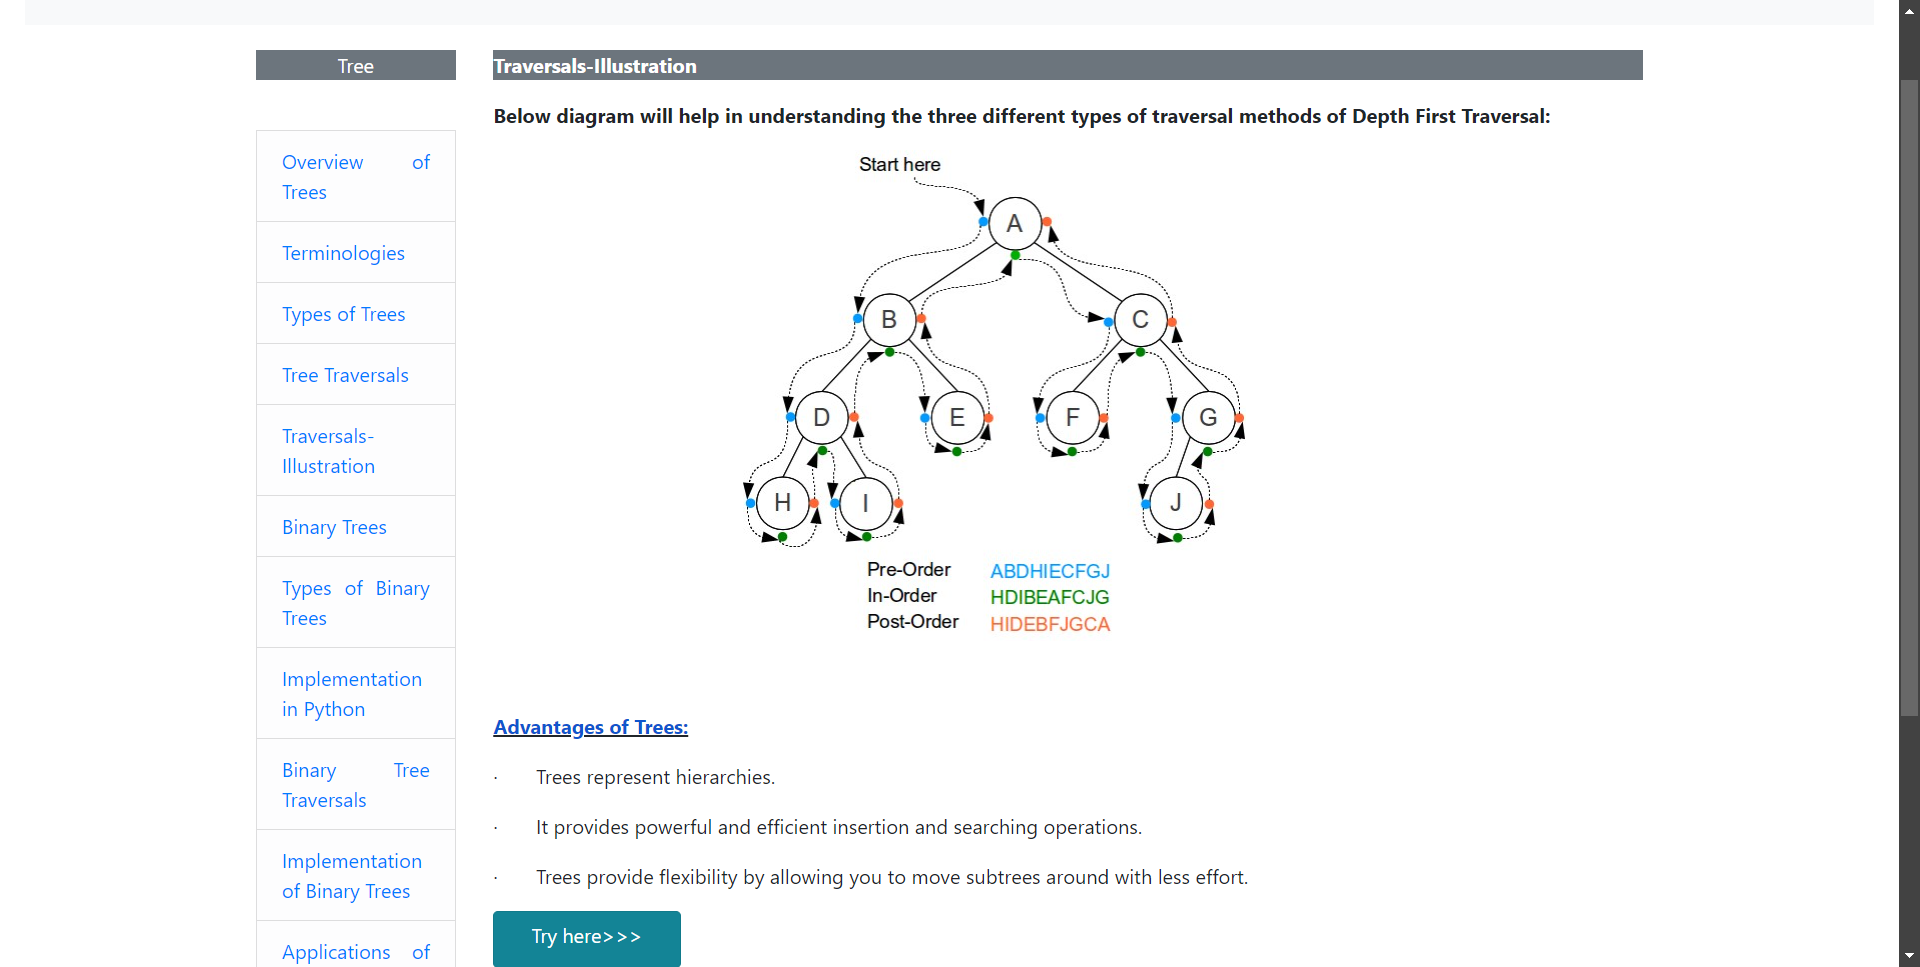 Tree
Overview of
Trees
Terminologies
Types of Trees
Tree Traversals
Traversals-
Illustration
Binary Trees
Types of Binary
Trees
Implementation
in Python
Binary Tree
Traversals
Implementation
of Binary Trees
Applications of
Traversals-Illustration
Below diagram will help in understanding the three different types of traversal methods of Depth First Traversal:
Start here
A
B C
D E F G
H I J
Pre-Order ABDHIECFGJ
In-Order HDIBEAFCJG
Post-Order HIDEBFJGCA
Advantages of Trees:
· Trees represent hierarchies.
· It provides powerful and efficient insertion and searching operations.
· Trees provide flexibility by allowing you to move subtrees around with less effort.
Try here>>>